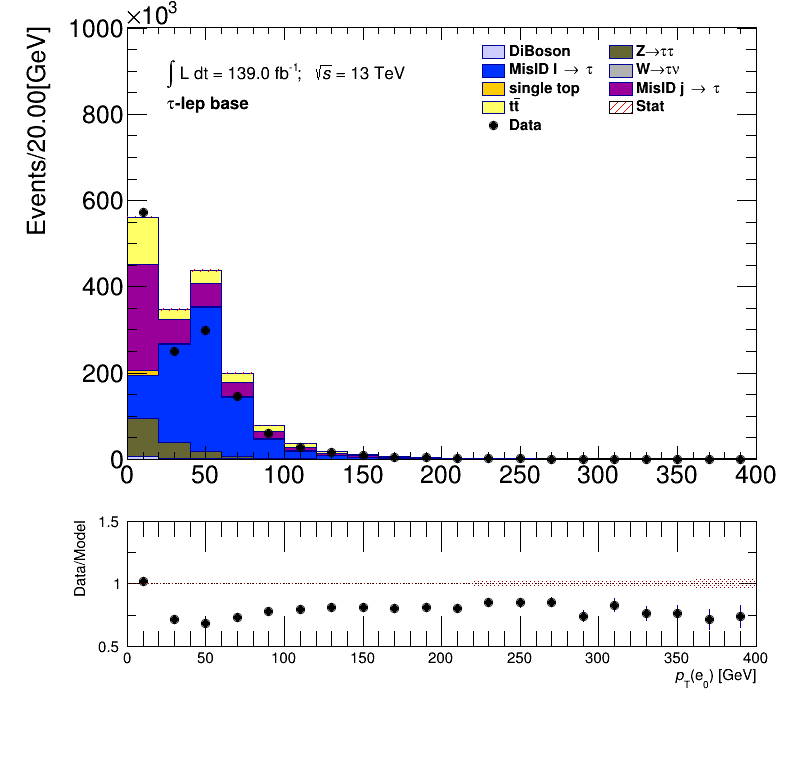 ×10³
1000
800
600
400
200
0
Events/20.00[GeV]
∫ L dt = 139.0 fb⁻¹; √s = 13 TeV
τ-lep base
DiBoson
MisID l → τ
single top
tt̄
Data
Z→ττ
W→τν
MisID j → τ
Stat
0 50 100 150 200 250 300 350 400
Data/Model
1.5
1
0.5
0 50 100 150 200 250 300 350 400
p_T(e_0) [GeV]